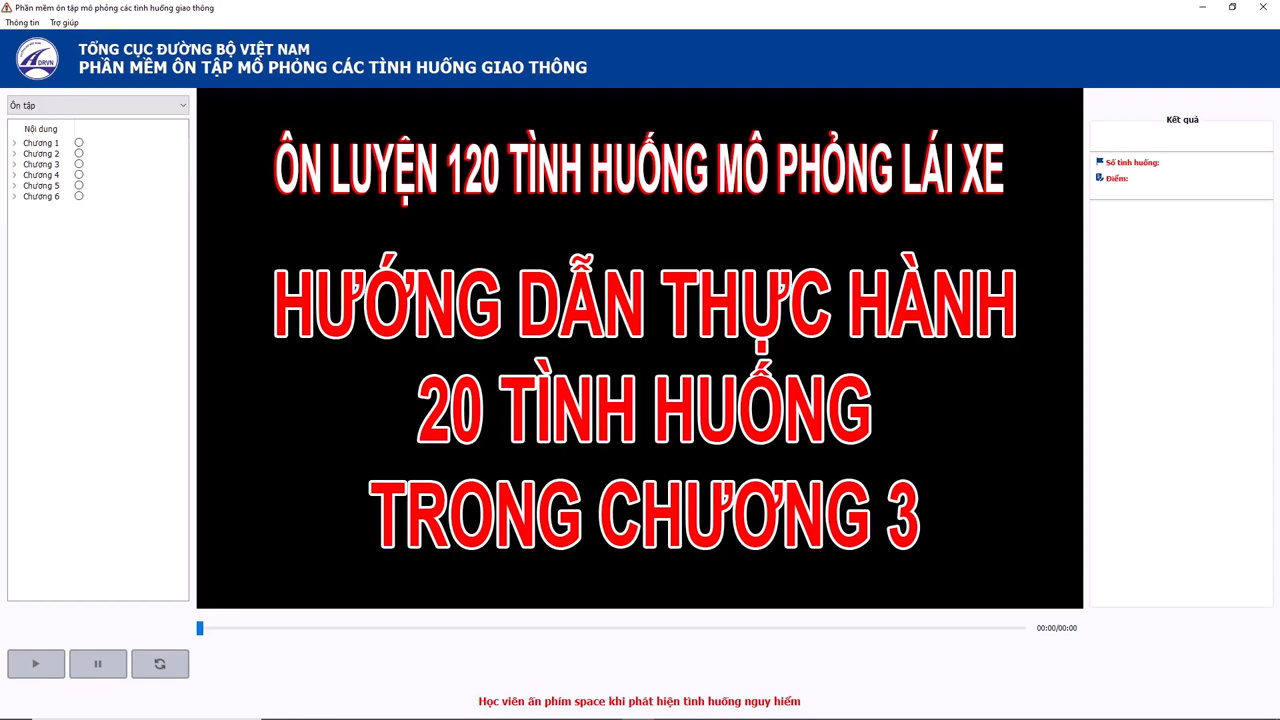 Phần mềm ôn tập mô phỏng các tình huống giao thông
Thông tin Trợ giúp
TỔNG CỤC ĐƯỜNG BỘ VIỆT NAM
DRVN
PHẦN MỀM ÔN TẬP MÔ PHỎNG CÁC TÌNH HUỐNG GIAO THÔNG
Ôn tập
Nội dung
Chương 1
Chương 2
Chương 3
Chương 4
Chương 5
Chương 6
ÔN LUYỆN 120 TÌNH HUỐNG MÔ PHỎNG LÁI XE
HƯỚNG DẪN THỰC HÀNH
20 TÌNH HUỐNG
TRONG CHƯƠNG 3
Kết quả
Số tình huống:
Điểm:
00:00/00:00
Học viên ấn phím space khi phát hiện tình huống nguy hiểm